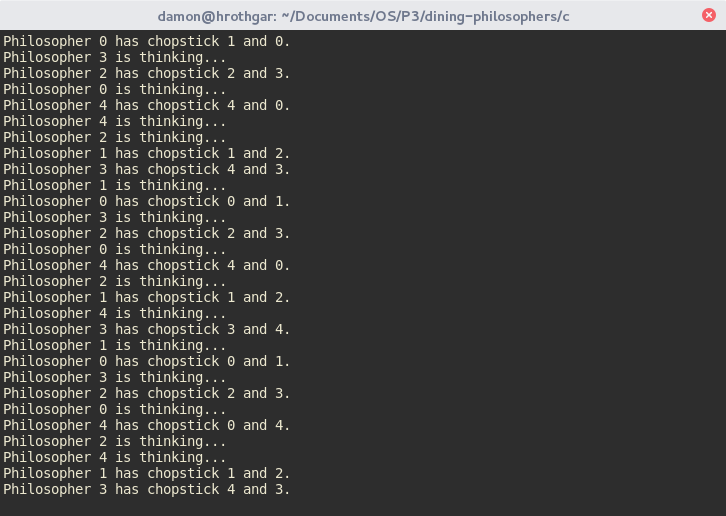 damon@hrothgar: ~/Documents/OS/P3/dining-philosophers/c
Philosopher 0 has chopstick 1 and 0.
Philosopher 3 is thinking...
Philosopher 2 has chopstick 2 and 3.
Philosopher 0 is thinking...
Philosopher 4 has chopstick 4 and 0.
Philosopher 4 is thinking...
Philosopher 2 is thinking...
Philosopher 1 has chopstick 1 and 2.
Philosopher 3 has chopstick 4 and 3.
Philosopher 1 is thinking...
Philosopher 0 has chopstick 0 and 1.
Philosopher 3 is thinking...
Philosopher 2 has chopstick 2 and 3.
Philosopher 0 is thinking...
Philosopher 4 has chopstick 4 and 0.
Philosopher 2 is thinking...
Philosopher 1 has chopstick 1 and 2.
Philosopher 4 is thinking...
Philosopher 3 has chopstick 3 and 4.
Philosopher 1 is thinking...
Philosopher 0 has chopstick 0 and 1.
Philosopher 3 is thinking...
Philosopher 2 has chopstick 2 and 3.
Philosopher 0 is thinking...
Philosopher 4 has chopstick 0 and 4.
Philosopher 2 is thinking...
Philosopher 4 is thinking...
Philosopher 1 has chopstick 1 and 2.
Philosopher 3 has chopstick 4 and 3.